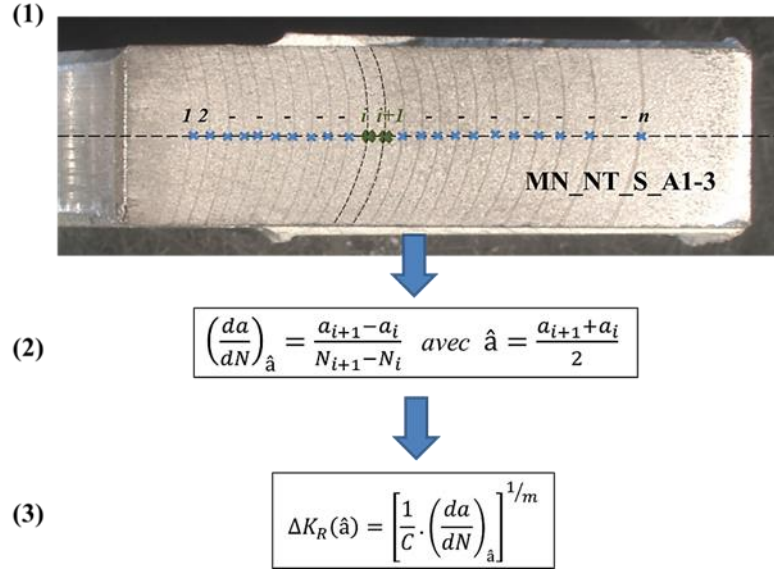 (1)
1 2 - - - - i i+1 - - - - - - - n
MN_NT_S_A1-3
(2)
(da/dN)_â = (a_{i+1}-a_i)/(N_{i+1}-N_i) avec â = (a_{i+1}+a_i)/2
(3)
ΔK_R(â) = [1/C . (da/dN)_â]^{1/m}